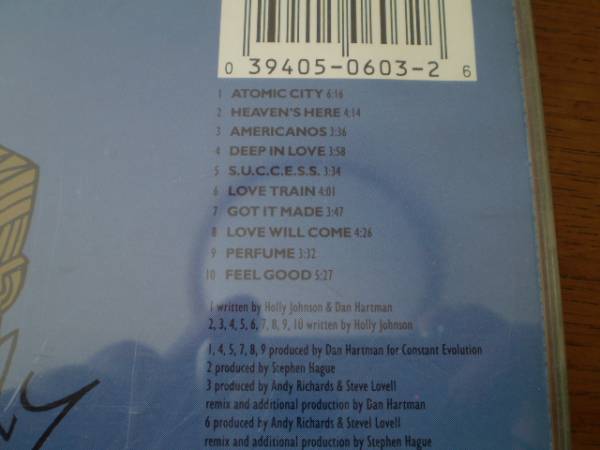 0 39405-0603-2 6
1 ATOMIC CITY 6:16
2 HEAVEN'S HERE 4:14
3 AMERICANOS 3:36
4 DEEP IN LOVE 3:58
5 S.U.C.C.E.S.S. 3:34
6 LOVE TRAIN 4:01
7 GOT IT MADE 3:47
8 LOVE WILL COME 4:26
9 PERFUME 3:32
10 FEEL GOOD 5:27
1 written by Holly Johnson & Dan Hartman
2, 3, 4, 5, 6, 7, 8, 9, 10 written by Holly Johnson
1, 4, 5, 7, 8, 9 produced by Dan Hartman for Constant Evolution
2 produced by Stephen Hague
3 produced by Andy Richards & Steve Lovell
remix and additional production by Dan Hartman
6 produced by Andy Richards & Stevel Lovell
remix and additional production by Stephen Hague